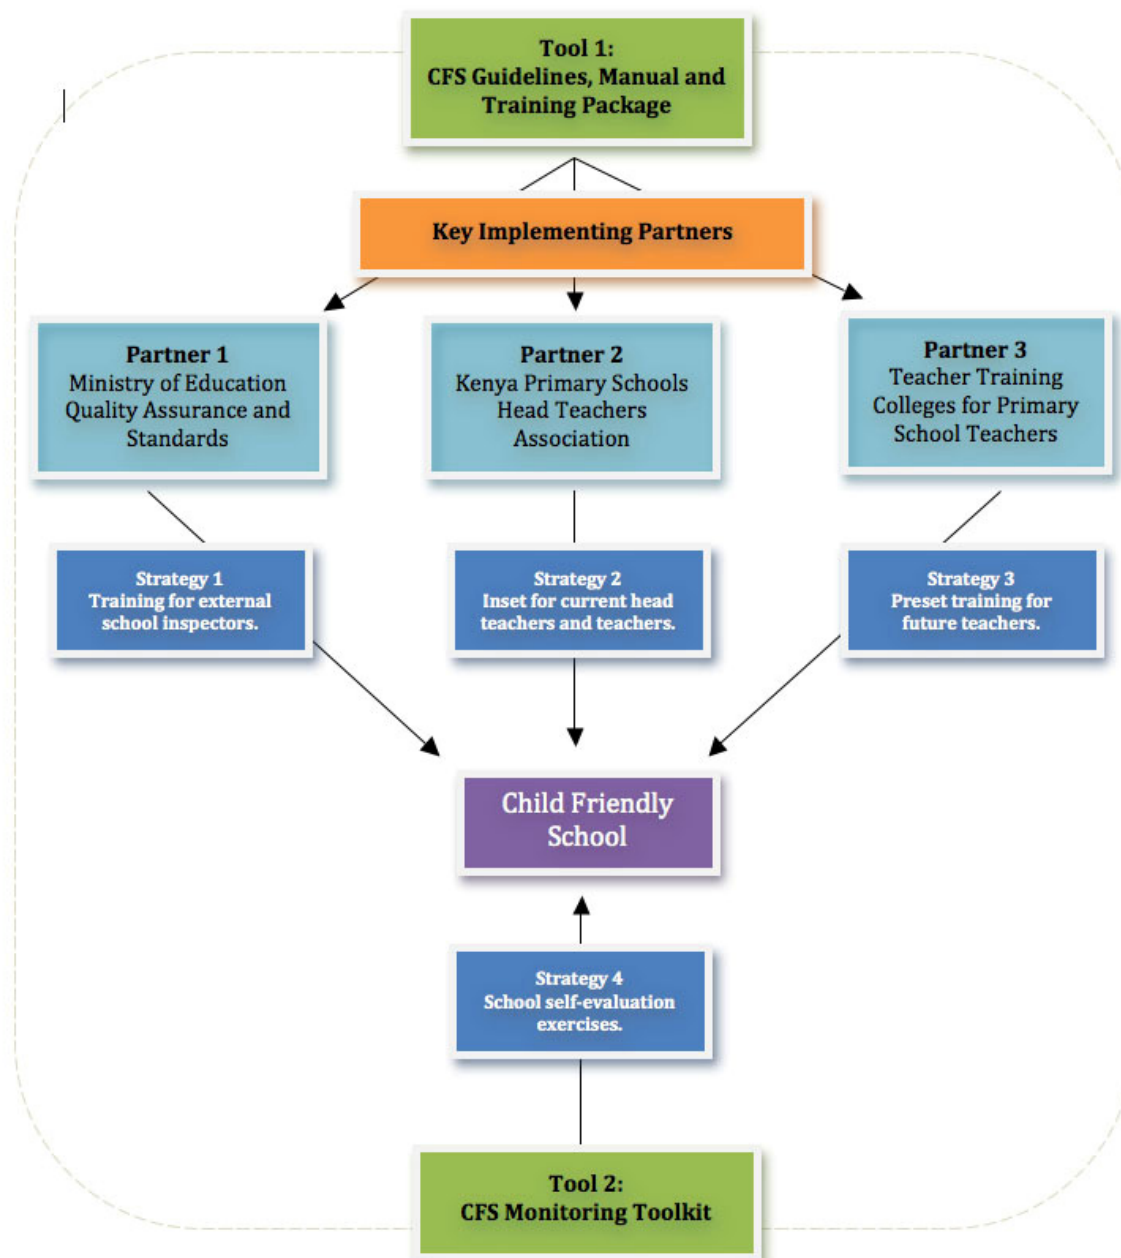 Tool 1:
CFS Guidelines, Manual and
Training Package
Key Implementing Partners
Partner 1
Ministry of Education
Quality Assurance and
Standards
Partner 2
Kenya Primary Schools
Head Teachers
Association
Partner 3
Teacher Training
Colleges for Primary
School Teachers
Strategy 1
Training for external
school inspectors.
Strategy 2
Inset for current head
teachers and teachers.
Strategy 3
Preset training for
future teachers.
Child Friendly
School
Strategy 4
School self-evaluation
exercises.
Tool 2:
CFS Monitoring Toolkit